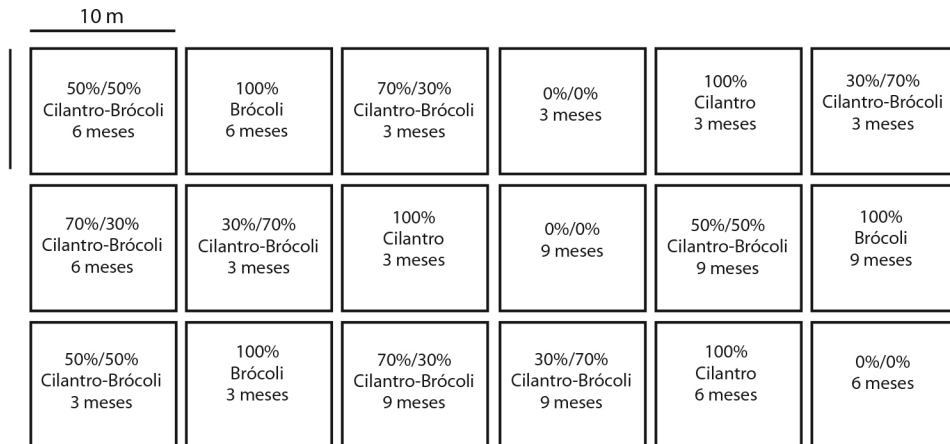 10 m
50%/50%
Cilantro-Brócoli
6 meses
100%
Brócoli
6 meses
70%/30%
Cilantro-Brócoli
3 meses
0%/0%
3 meses
100%
Cilantro
3 meses
30%/70%
Cilantro-Brócoli
3 meses
70%/30%
Cilantro-Brócoli
6 meses
30%/70%
Cilantro-Brócoli
3 meses
100%
Cilantro
3 meses
0%/0%
9 meses
50%/50%
Cilantro-Brócoli
9 meses
100%
Brócoli
9 meses
50%/50%
Cilantro-Brócoli
3 meses
100%
Brócoli
3 meses
70%/30%
Cilantro-Brócoli
9 meses
30%/70%
Cilantro-Brócoli
9 meses
100%
Cilantro
6 meses
0%/0%
6 meses